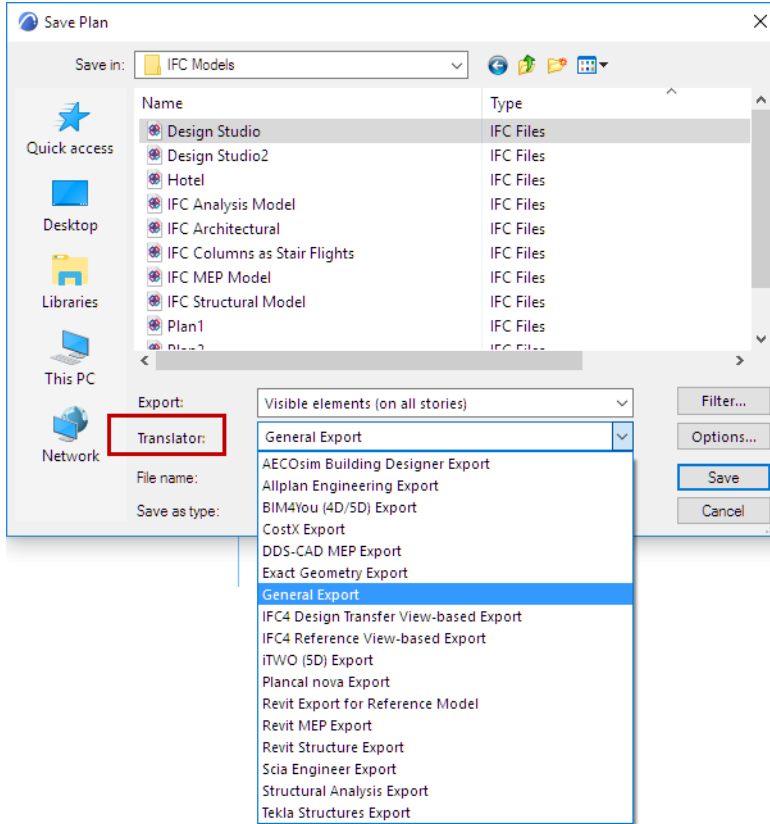 Save Plan
Save in: IFC Models
Name Type
Quick access
Desktop
Libraries
This PC
Network
Design Studio IFC Files
Design Studio2 IFC Files
Hotel IFC Files
IFC Analysis Model IFC Files
IFC Architectural IFC Files
IFC Columns as Stair Flights IFC Files
IFC MEP Model IFC Files
IFC Structural Model IFC Files
Plan1 IFC Files
Plan2 IFC Files
Export: Visible elements (on all stories) Filter...
Translator: General Export Options...
File name: Save
Save as type: Cancel
AECOsim Building Designer Export
Allplan Engineering Export
BIM4You (4D/5D) Export
CostX Export
DDS-CAD MEP Export
Exact Geometry Export
General Export
IFC4 Design Transfer View-based Export
IFC4 Reference View-based Export
iTWO (5D) Export
Plancal nova Export
Revit Export for Reference Model
Revit MEP Export
Revit Structure Export
Scia Engineer Export
Structural Analysis Export
Tekla Structures Export